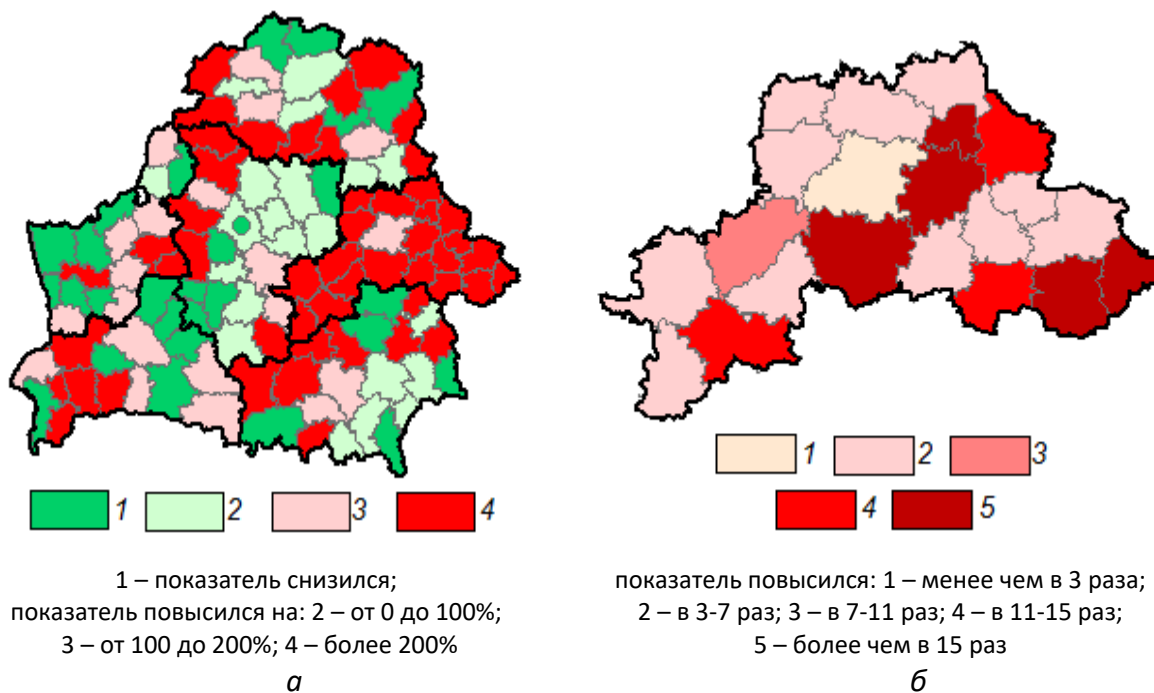 1 2 3 4
1 – показатель снизился;
показатель повысился на: 2 – от 0 до 100%;
3 – от 100 до 200%; 4 – более 200%
а
1 2 3
4 5
показатель повысился: 1 – менее чем в 3 раза;
2 – в 3-7 раз; 3 – в 7-11 раз; 4 – в 11-15 раз;
5 – более чем в 15 раз
б